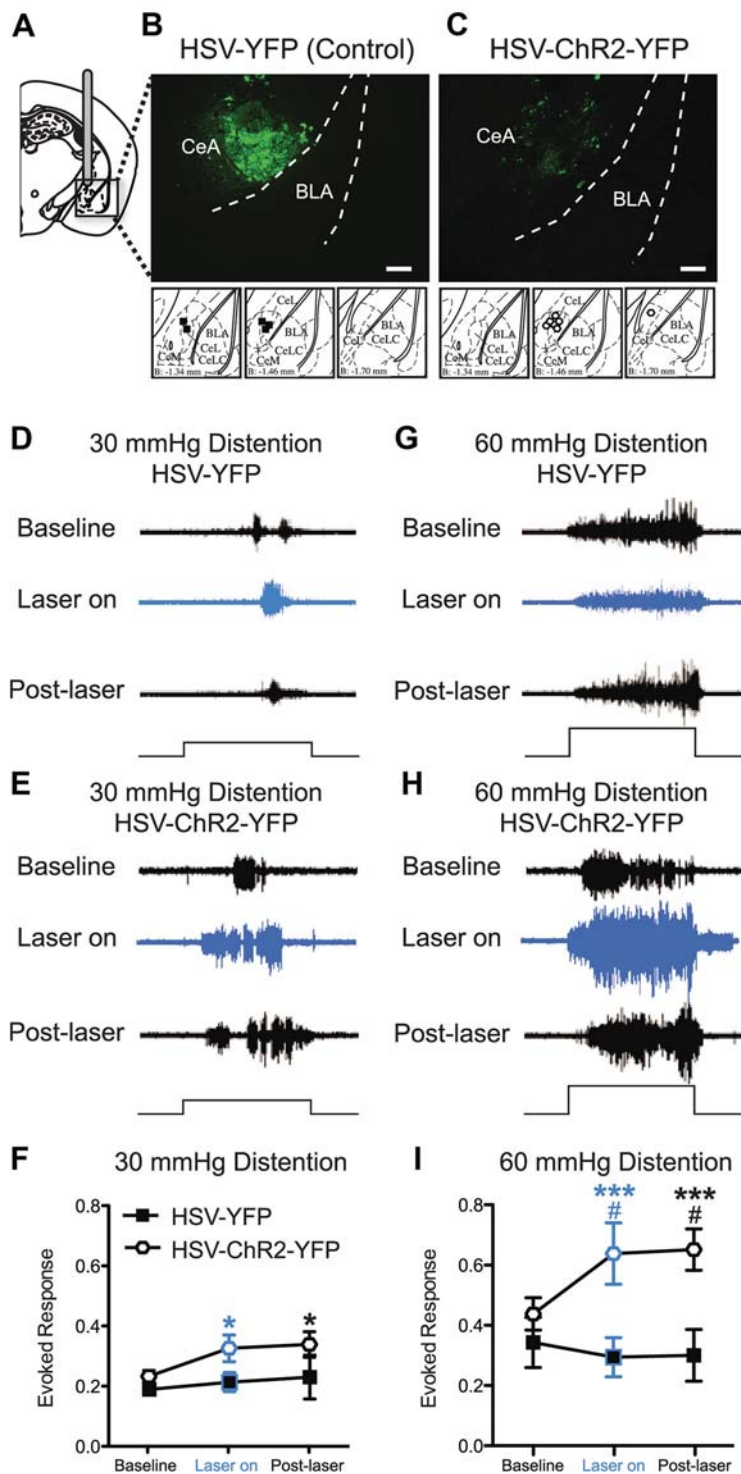 A
B
HSV-YFP (Control)
C
HSV-ChR2-YFP
CeA
BLA
CeA
BLA
BLA
CeM
CeL
CeLC
B: -1.34 mm
CeL
BLA
CeLC
CeM
B: -1.46 mm
BLA
CeL
CeLC
B: -1.70 mm
BLA
CeM
CeL
CeLC
B: -1.34 mm
CeL
BLA
CeLC
CeM
B: -1.46 mm
BLA
CeL
CeLC
B: -1.70 mm
D
30 mmHg Distention
HSV-YFP
Baseline
Laser on
Post-laser
G
60 mmHg Distention
HSV-YFP
Baseline
Laser on
Post-laser
E
30 mmHg Distention
HSV-ChR2-YFP
Baseline
Laser on
Post-laser
H
60 mmHg Distention
HSV-ChR2-YFP
Baseline
Laser on
Post-laser
F
30 mmHg Distention
0.8
0.6
0.4
0.2
0.0
Evoked Response
HSV-YFP
HSV-ChR2-YFP
*
*
Baseline
Laser on
Post-laser
I
60 mmHg Distention
0.8
0.6
0.4
0.2
0.0
Evoked Response
***
#
***
#
Baseline
Laser on
Post-laser